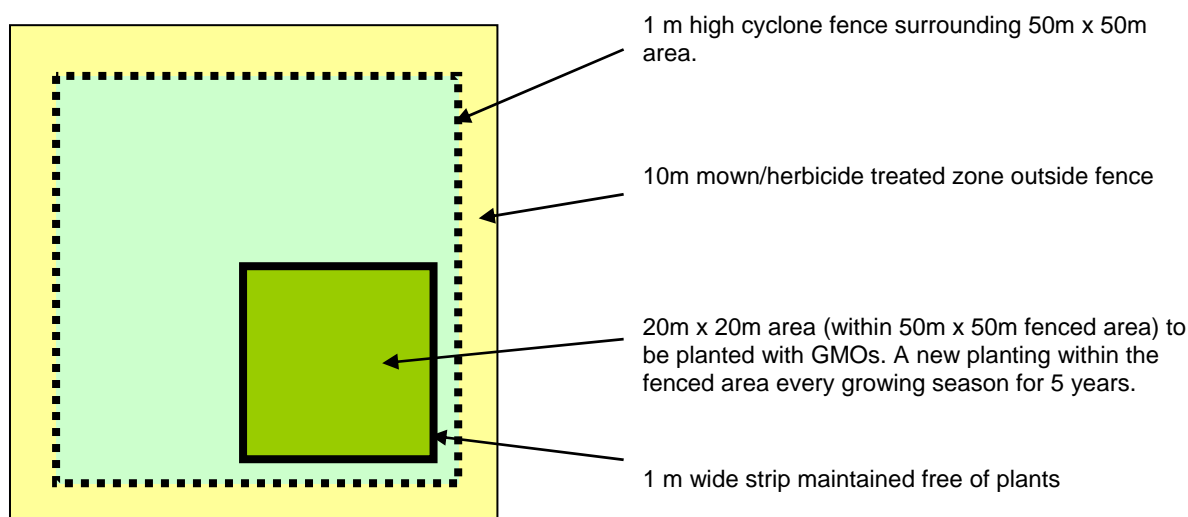 1 m high cyclone fence surrounding 50m x 50m
area.
10m mown/herbicide treated zone outside fence
20m x 20m area (within 50m x 50m fenced area) to
be planted with GMOs. A new planting within the
fenced area every growing season for 5 years.
1 m wide strip maintained free of plants